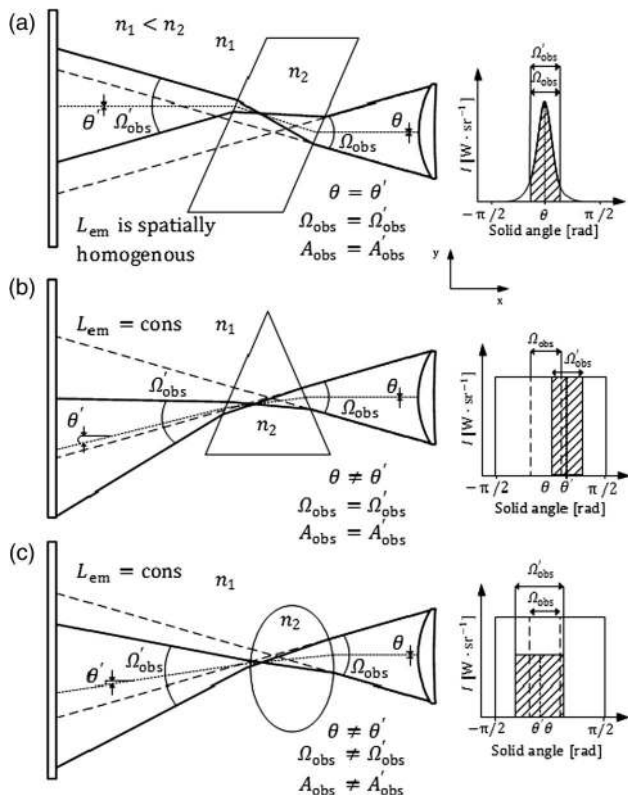 (a)
n₁ < n₂
n₁
n₂
θ′
Ω′obs
Ωobs
θ
θ = θ′
Ωobs = Ω′obs
Aobs = A′obs
Lem is spatially
homogenous
Ω′obs
Ωobs
I [W · sr⁻¹]
−π/2
θ
π/2
Solid angle [rad]
y
x
(b)
Lem = cons
n₁
n₂
θ′
Ω′obs
Ωobs
θ
θ ≠ θ′
Ωobs = Ω′obs
Aobs = A′obs
Ωobs
Ω′obs
I [W · sr⁻¹]
−π/2
θ
θ′
π/2
Solid angle [rad]
(c)
Lem = cons
n₁
n₂
θ′
Ω′obs
Ωobs
θ
θ ≠ θ′
Ωobs ≠ Ω′obs
Aobs ≠ A′obs
Ω′obs
Ωobs
I [W · sr⁻¹]
−π/2
θ′ θ
π/2
Solid angle [rad]